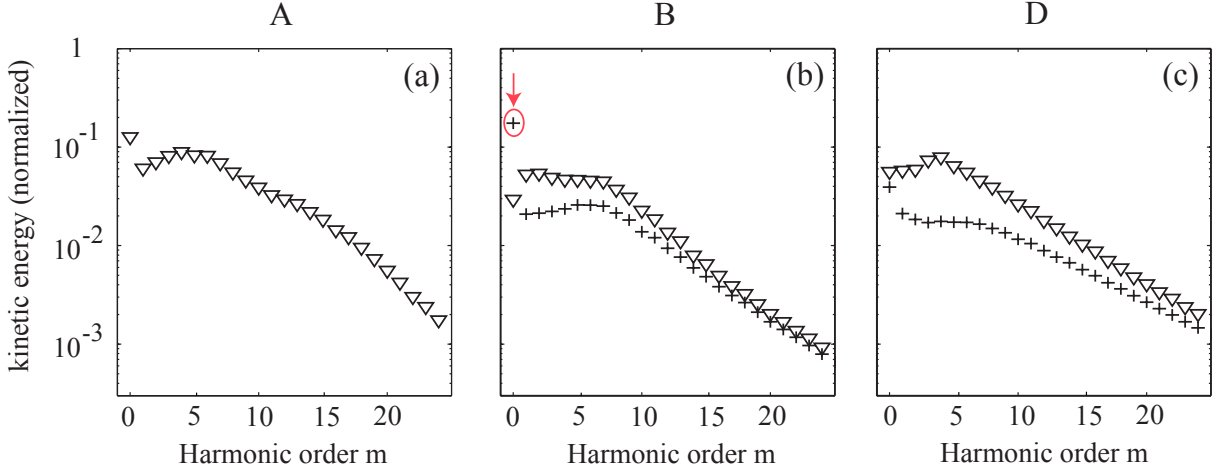 A B D
kinetic energy (normalized)
1
10-1
10-2
10-3
(a)
0 5 10 15 20
Harmonic order m
(b)
0 5 10 15 20
Harmonic order m
(c)
0 5 10 15 20
Harmonic order m